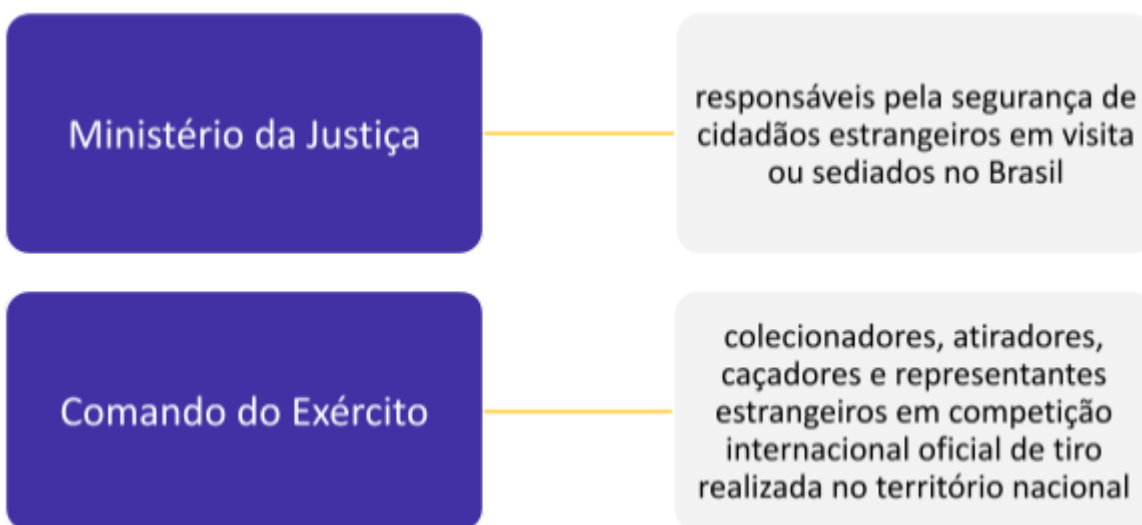 Ministério da Justiça
responsáveis pela segurança de
cidadãos estrangeiros em visita
ou sediados no Brasil
Comando do Exército
colecionadores, atiradores,
caçadores e representantes
estrangeiros em competição
internacional oficial de tiro
realizada no território nacional